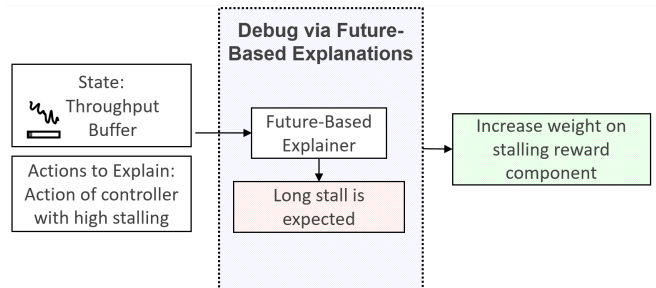 Debug via Future-
Based Explanations
State:
Throughput
Buffer
Actions to Explain:
Action of controller
with high stalling
Future-Based
Explainer
Long stall is
expected
Increase weight on
stalling reward
component